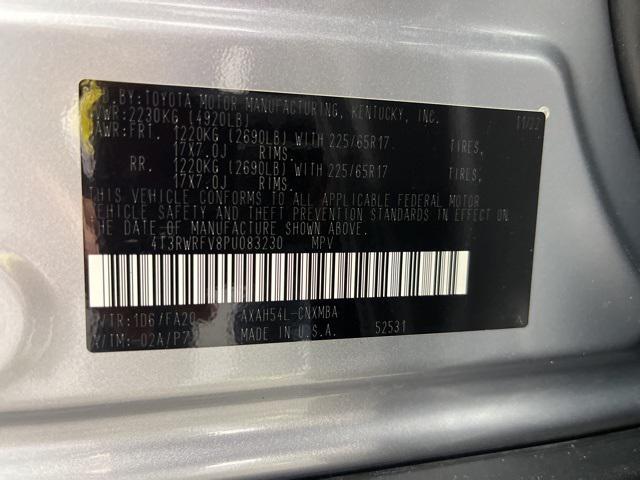 FD.BY:TOYOTA MOTOR MANUFACTURING, KENTUCKY, INC.
WR:2230KG (4920LB)
AWR:FRT. 1220KG (2690LB) WITH 225/65R17 TIRES,
17X7.0J RIMS.
RR. 1220KG (2690LB) WITH 225/65R17 TIRES,
17X7.0J RIMS.
THIS VEHICLE CONFORMS TO ALL APPLICABLE FEDERAL MOTOR
VEHICLE SAFETY AND THEFT PREVENTION STANDARDS IN EFFECT ON
THE DATE OF MANUFACTURE SHOWN ABOVE.
4T3RWRFV8PU083230 MPV
C/TR:1D6/FA20 AXAH54L-CNXMBA
A/TM:-02A/P7 MADE IN U.S.A. 52531